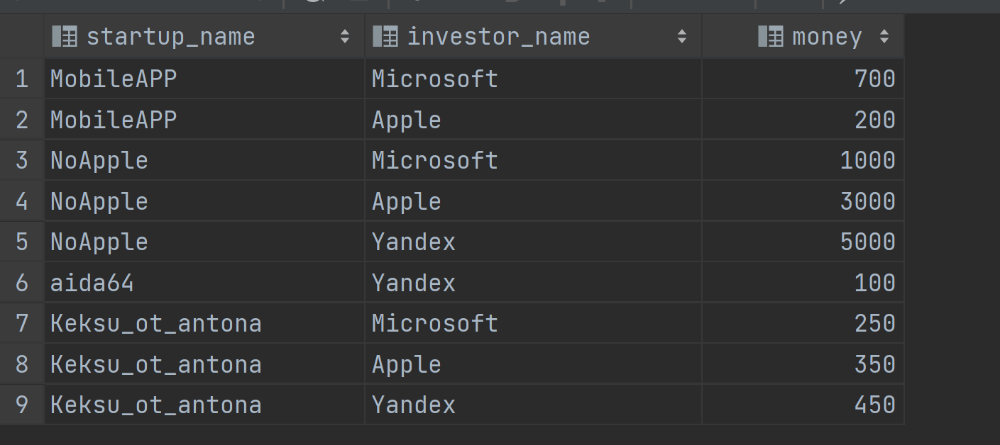 startup_name investor_name money
1 MobileAPP Microsoft 700
2 MobileAPP Apple 200
3 NoApple Microsoft 1000
4 NoApple Apple 3000
5 NoApple Yandex 5000
6 aida64 Yandex 100
7 Keksu_ot_antona Microsoft 250
8 Keksu_ot_antona Apple 350
9 Keksu_ot_antona Yandex 450